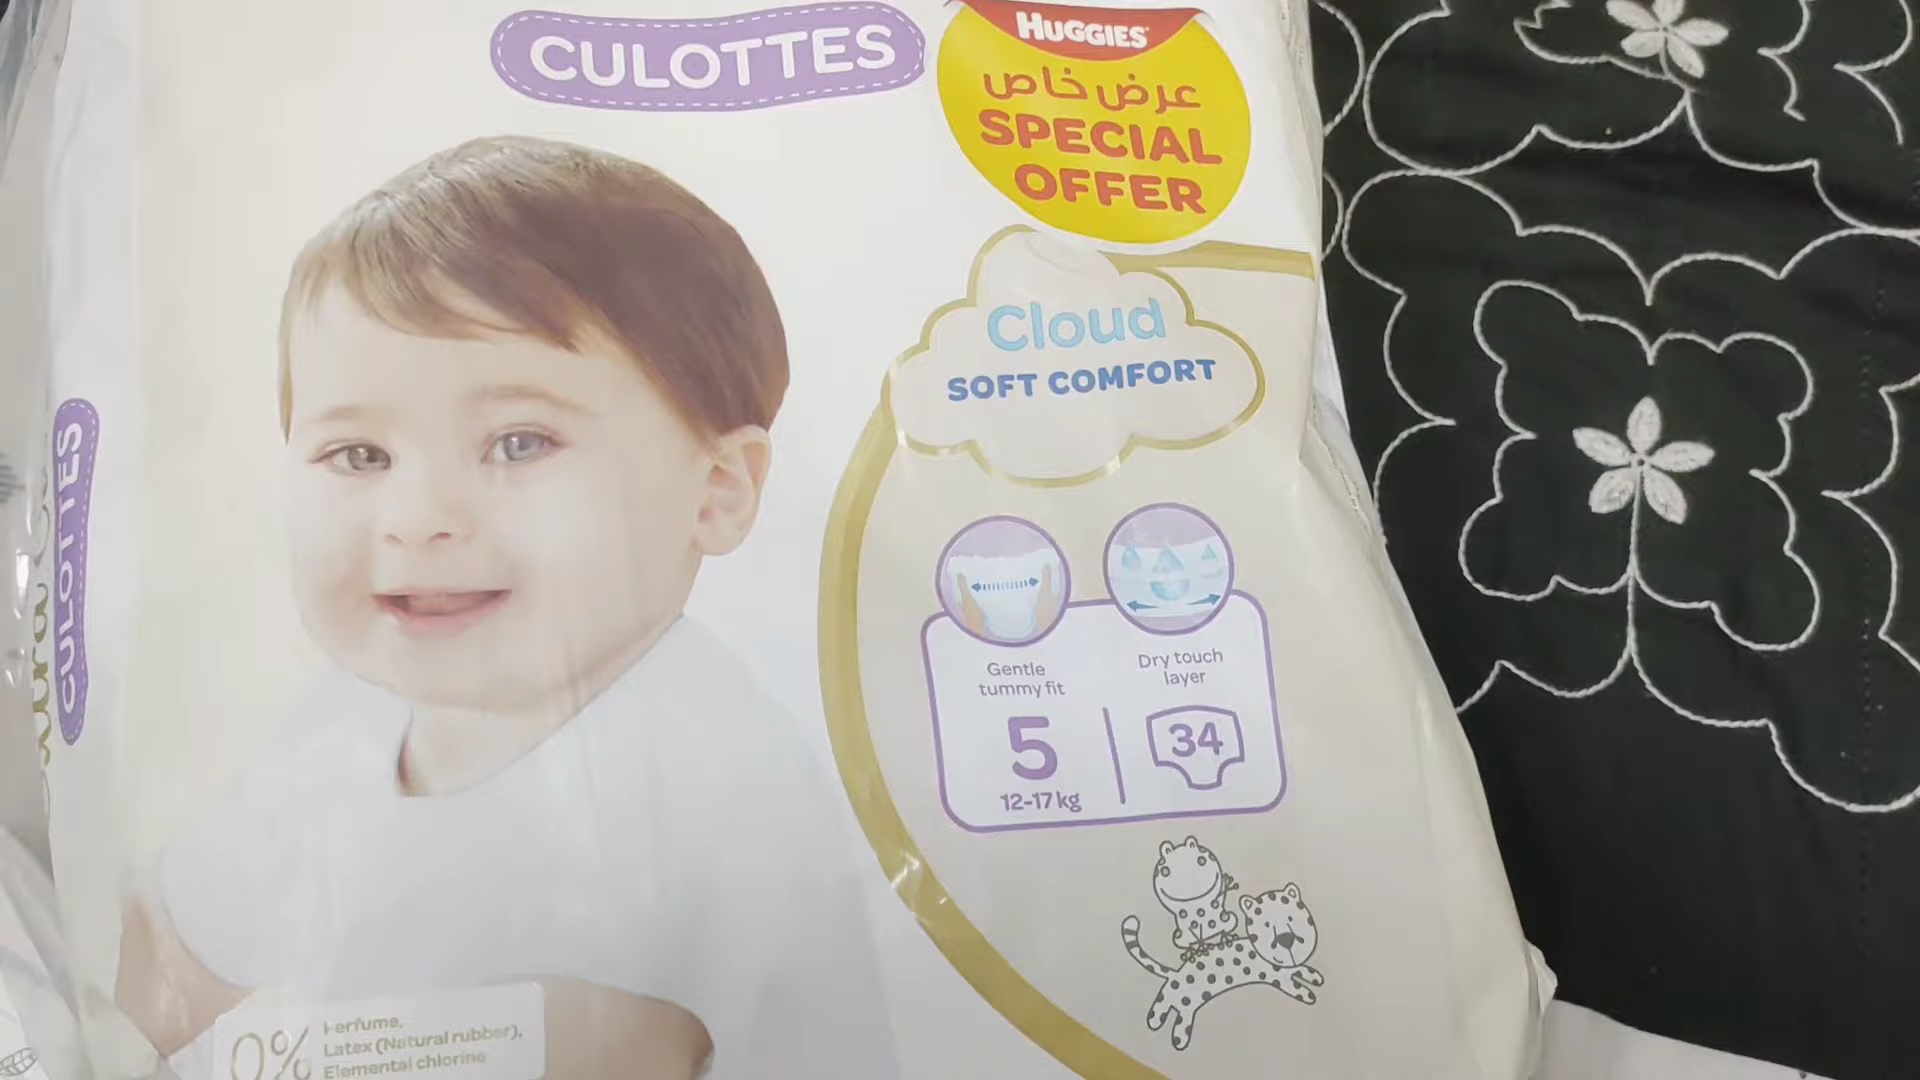 CULOTTES
HUGGIES
عرض خاص
SPECIAL
OFFER
Cloud
SOFT COMFORT
Gentle
tummy fit
Dry touch
layer
5
34
12-17 kg
CULOTTES
0%
Perfume,
Latex (Natural rubber),
Elemental chlorine